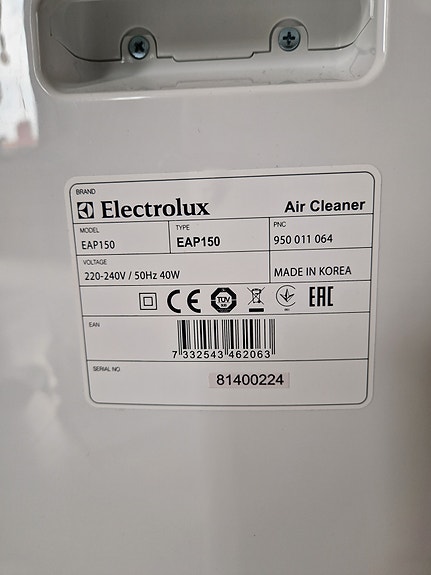 BRAND
Electrolux Air Cleaner
MODEL TYPE PNC
EAP150 EAP150 950 011 064
VOLTAGE
220-240V / 50Hz 40W MADE IN KOREA
CE TÜV EAC
EAN
7 332543 462063
SERIAL NO.
81400224